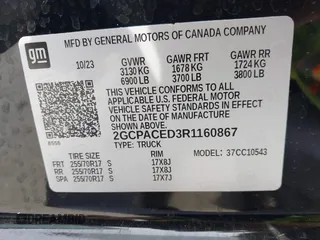 MFD BY GENERAL MOTORS OF CANADA COMPANY
gm
10/23
GVWR GAWR FRT GAWR RR
3130 KG 1678 KG 1724 KG
6900 LB 3700 LB 3800 LB
THIS VEHICLE CONFORMS TO ALL
APPLICABLE U.S. FEDERAL MOTOR
VEHICLE SAFETY STANDARDS IN
EFFECT ON THE DATE OF
MANUFACTURE SHOWN ABOVE.
2GCPACED3R1160867
TYPE: TRUCK 37CC10543
TIRE SIZE RIM
FRT 255/70R17 S 17X8J
RR 255/70R17 S 17X8J
SPA 255/70R17 S 17X7J